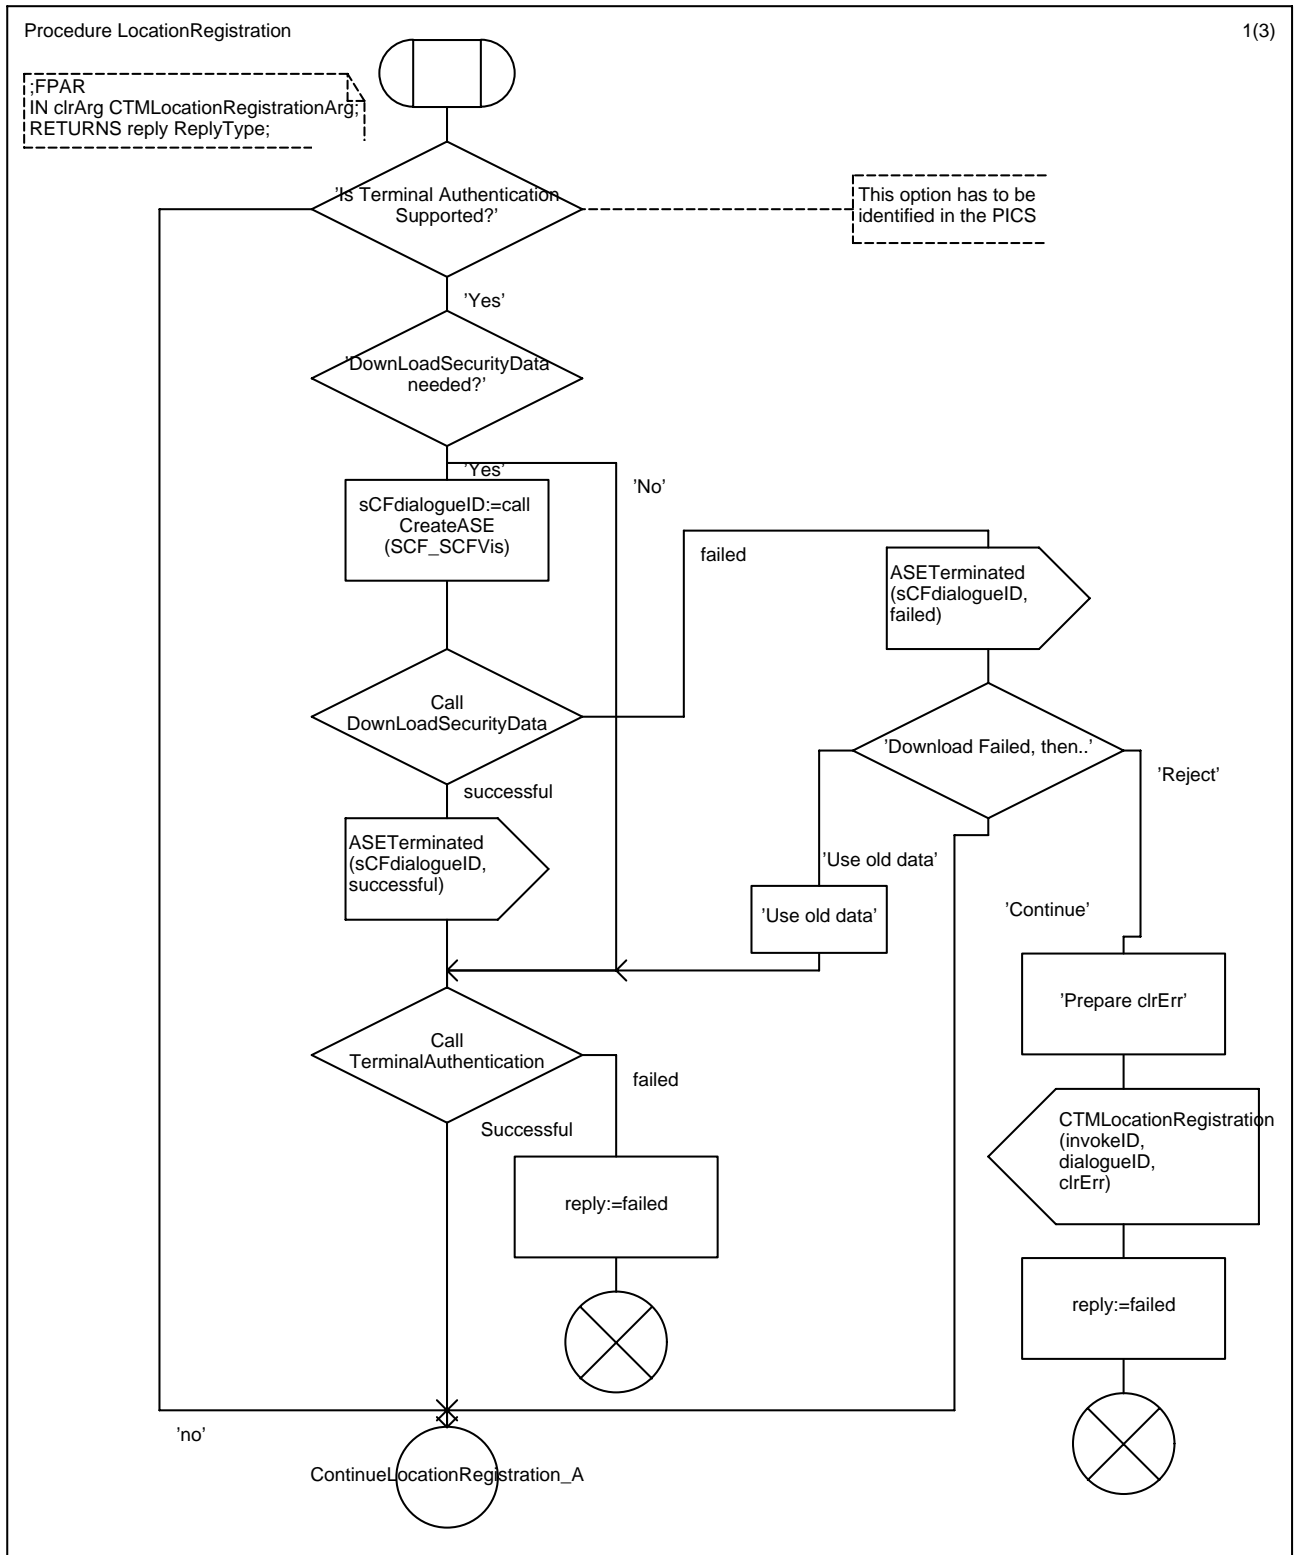 Procedure LocationRegistration
1(3)
;FPAR
IN clrArg CTMLocationRegistrationArg;
RETURNS reply ReplyType;
'Is Terminal Authentication
Supported?'
This option has to be
identified in the PICS
'Yes'
'DownLoadSecurityData
needed?'
'Yes'
'No'
sCFdialogueID:=call
CreateASE
(SCF_SCFVis)
failed
ASETerminated
(sCFdialogueID,
failed)
Call
DownLoadSecurityData
'Download Failed, then..'
'Reject'
successful
ASETerminated
(sCFdialogueID,
successful)
'Use old data'
'Use old data'
'Continue'
'Prepare clrErr'
Call
TerminalAuthentication
failed
Successful
CTMLocationRegistration
(invokeID,
dialogueID,
clrErr)
reply:=failed
reply:=failed
'no'
ContinueLocationRegistration_A